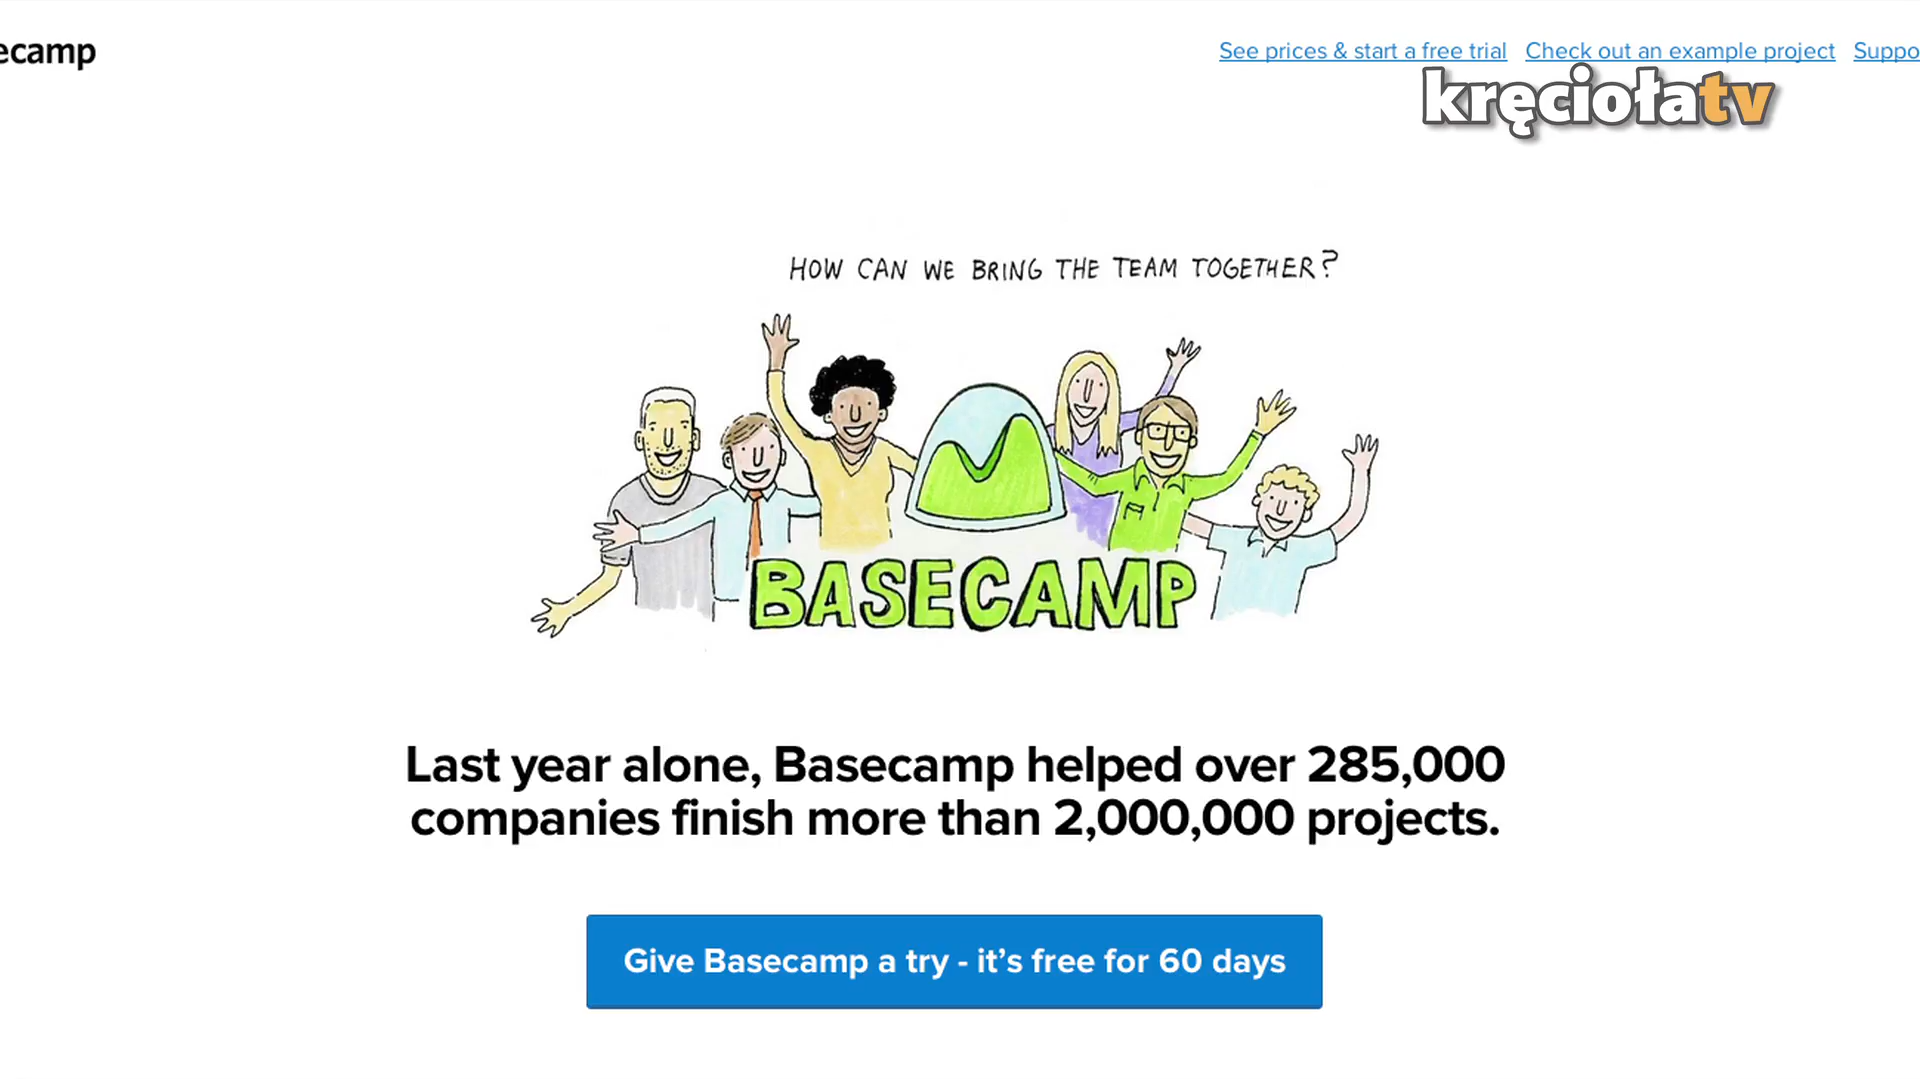 ecamp
See prices & start a free trial Check out an example project Suppo
kręciołatv
HOW CAN WE BRING THE TEAM TOGETHER?
BASECAMP
Last year alone, Basecamp helped over 285,000
companies finish more than 2,000,000 projects.
Give Basecamp a try - it’s free for 60 days